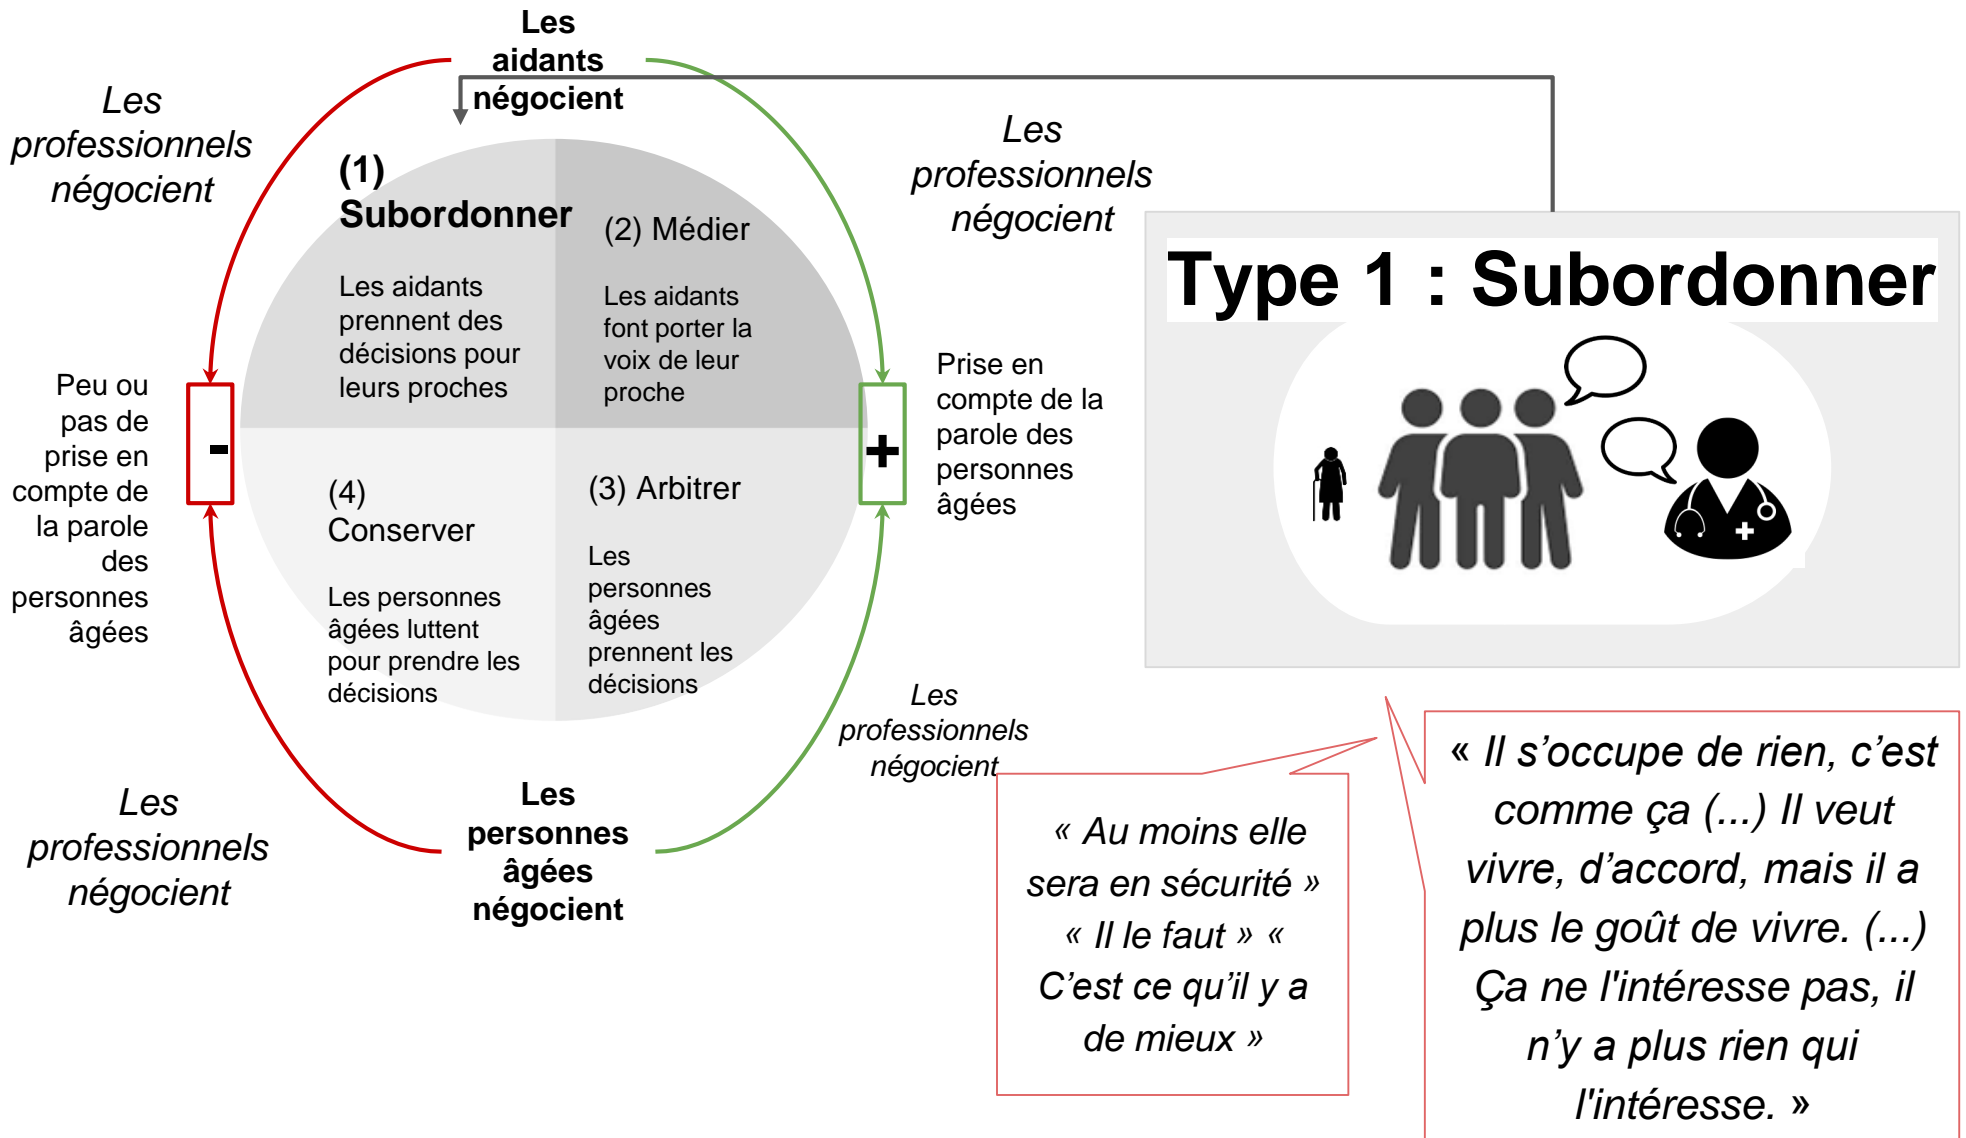 Les
aidants
négocient
Les
professionnels
négocient
Les
professionnels
négocient
(1)
Subordonner
Les aidants
prennent des
décisions pour
leurs proches
(2) Médier
Les aidants
font porter la
voix de leur
proche
Peu ou
pas de
prise en
compte de
la parole
des
personnes
âgées
-
+
Prise en
compte de la
parole des
personnes
âgées
(4)
Conserver
Les personnes
âgées luttent
pour prendre les
décisions
(3) Arbitrer
Les
personnes
âgées
prennent les
décisions
Les
professionnels
négocient
Les
personnes
âgées
négocient
Les
professionnels
négocient
Type 1 : Subordonner
« Au moins elle
sera en sécurité »
« Il le faut » «
C’est ce qu’il y a
de mieux »
« Il s’occupe de rien, c’est
comme ça (...) Il veut
vivre, d’accord, mais il a
plus le goût de vivre. (...)
Ça ne l'intéresse pas, il
n’y a plus rien qui
l'intéresse. »